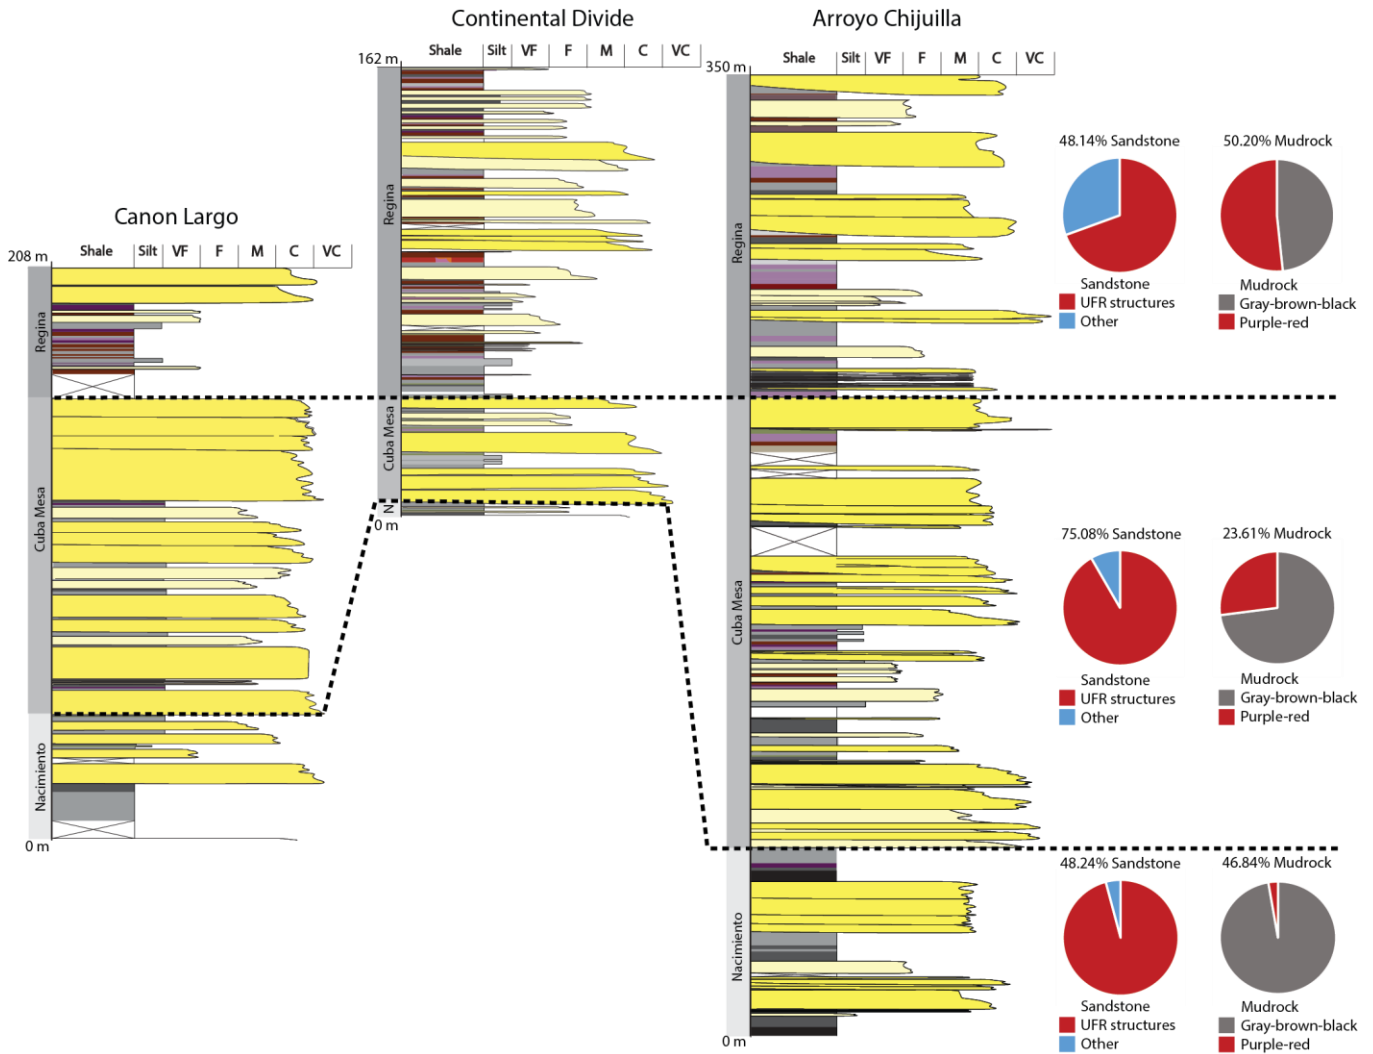 Continental Divide
Arroyo Chijuilla
Canon Largo
162 m
Shale Silt VF F M C VC
350 m
Shale Silt VF F M C VC
208 m
Shale Silt VF F M C VC
Regina
Regina
Regina
Cuba Mesa
Cuba Mesa
Cuba Mesa
N
0 m
Nacimiento
0 m
Nacimiento
0 m
48.14% Sandstone
50.20% Mudrock
Sandstone
UFR structures
Other
Mudrock
Gray-brown-black
Purple-red
75.08% Sandstone
23.61% Mudrock
Sandstone
UFR structures
Other
Mudrock
Gray-brown-black
Purple-red
48.24% Sandstone
46.84% Mudrock
Sandstone
UFR structures
Other
Mudrock
Gray-brown-black
Purple-red